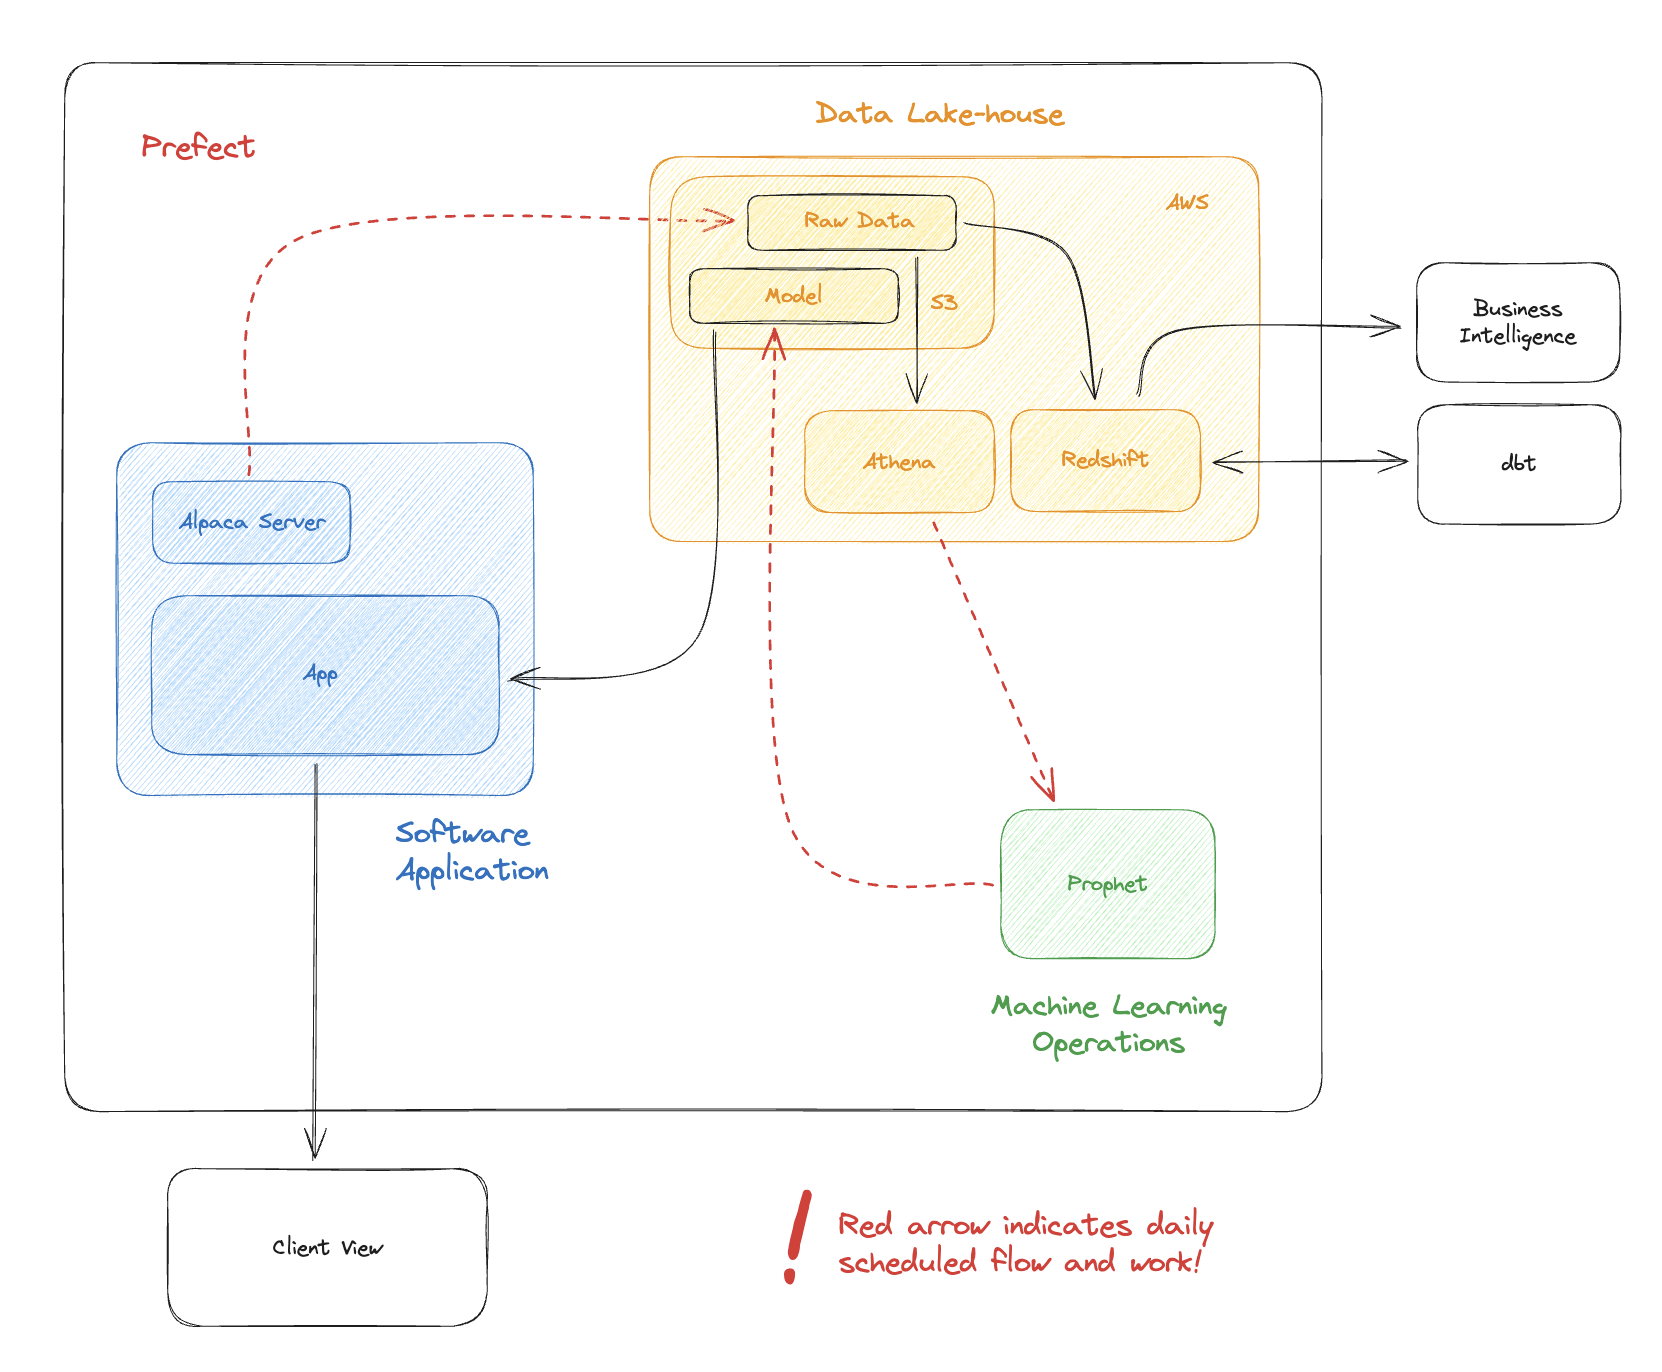 Data Lake-house
Prefect
AWS
Raw Data
Model
S3
Business
Intelligence
Athena
Redshift
dbt
Alpaca Server
App
Software
Application
Prophet
Machine Learning
Operations
Client View
! Red arrow indicates daily
scheduled flow and work!